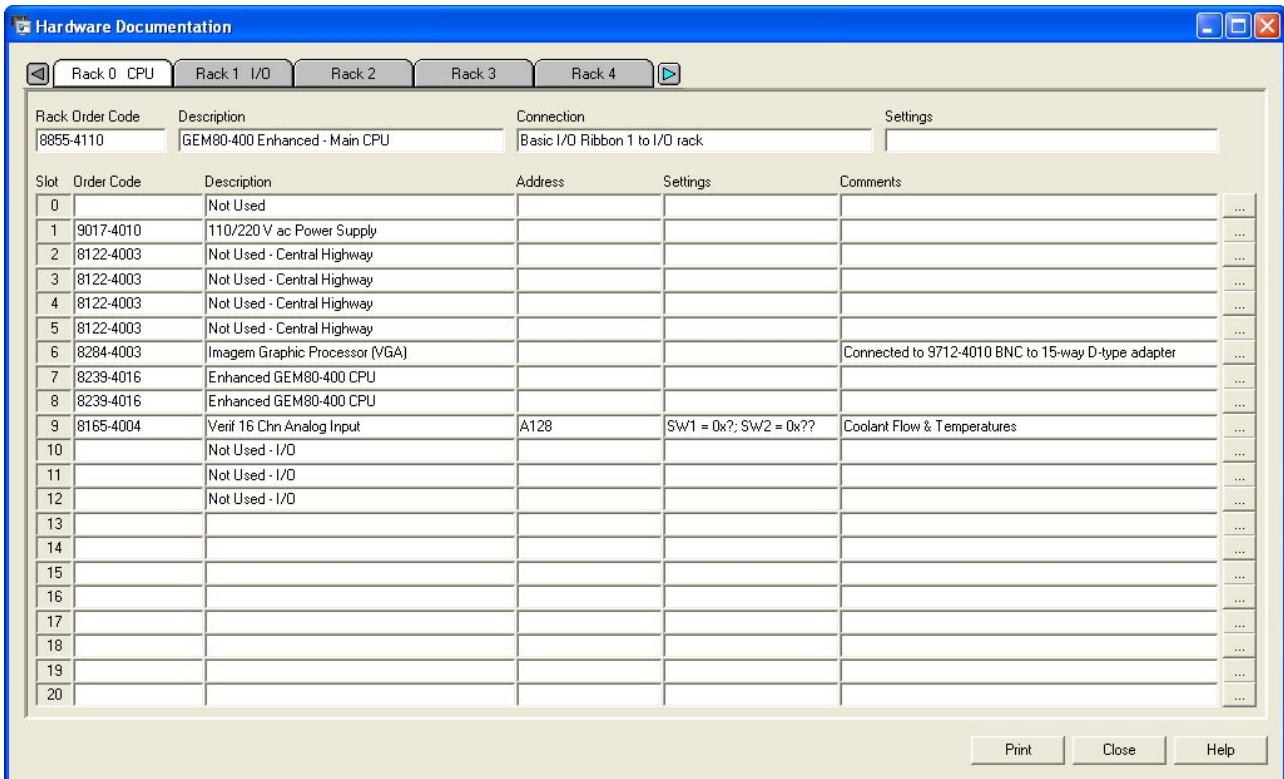 Hardware Documentation
Rack 0 CPU Rack 1 I/O Rack 2 Rack 3 Rack 4
Rack Order Code Description Connection Settings
8855-4110 GEM80-400 Enhanced - Main CPU Basic I/O Ribbon 1 to I/O rack
Slot Order Code Description Address Settings Comments
0 Not Used ...
1 9017-4010 110/220 V ac Power Supply ...
2 8122-4003 Not Used - Central Highway ...
3 8122-4003 Not Used - Central Highway ...
4 8122-4003 Not Used - Central Highway ...
5 8122-4003 Not Used - Central Highway ...
6 8284-4003 Imagem Graphic Processor (VGA) Connected to 9712-4010 BNC to 15-way D-type adapter ...
7 8239-4016 Enhanced GEM80-400 CPU ...
8 8239-4016 Enhanced GEM80-400 CPU ...
9 8165-4004 Verif 16 Chn Analog Input A128 SW1 = 0x?; SW2 = 0x?? Coolant Flow & Temperatures ...
10 Not Used - I/O ...
11 Not Used - I/O ...
12 Not Used - I/O ...
13 ...
14 ...
15 ...
16 ...
17 ...
18 ...
19 ...
20 ...
Print Close Help